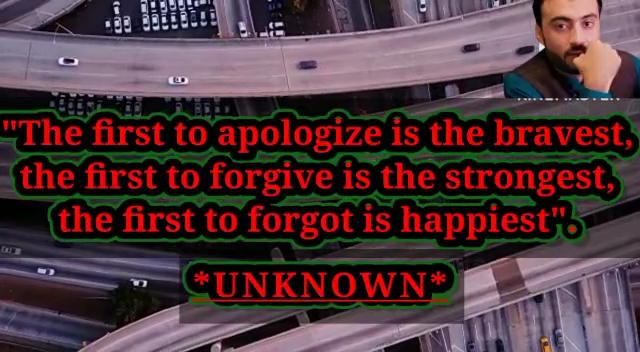 KINEMASTER
"The first to apologize is the bravest,
the first to forgive is the strongest,
the first to forgot is happiest".
*UNKNOWN*